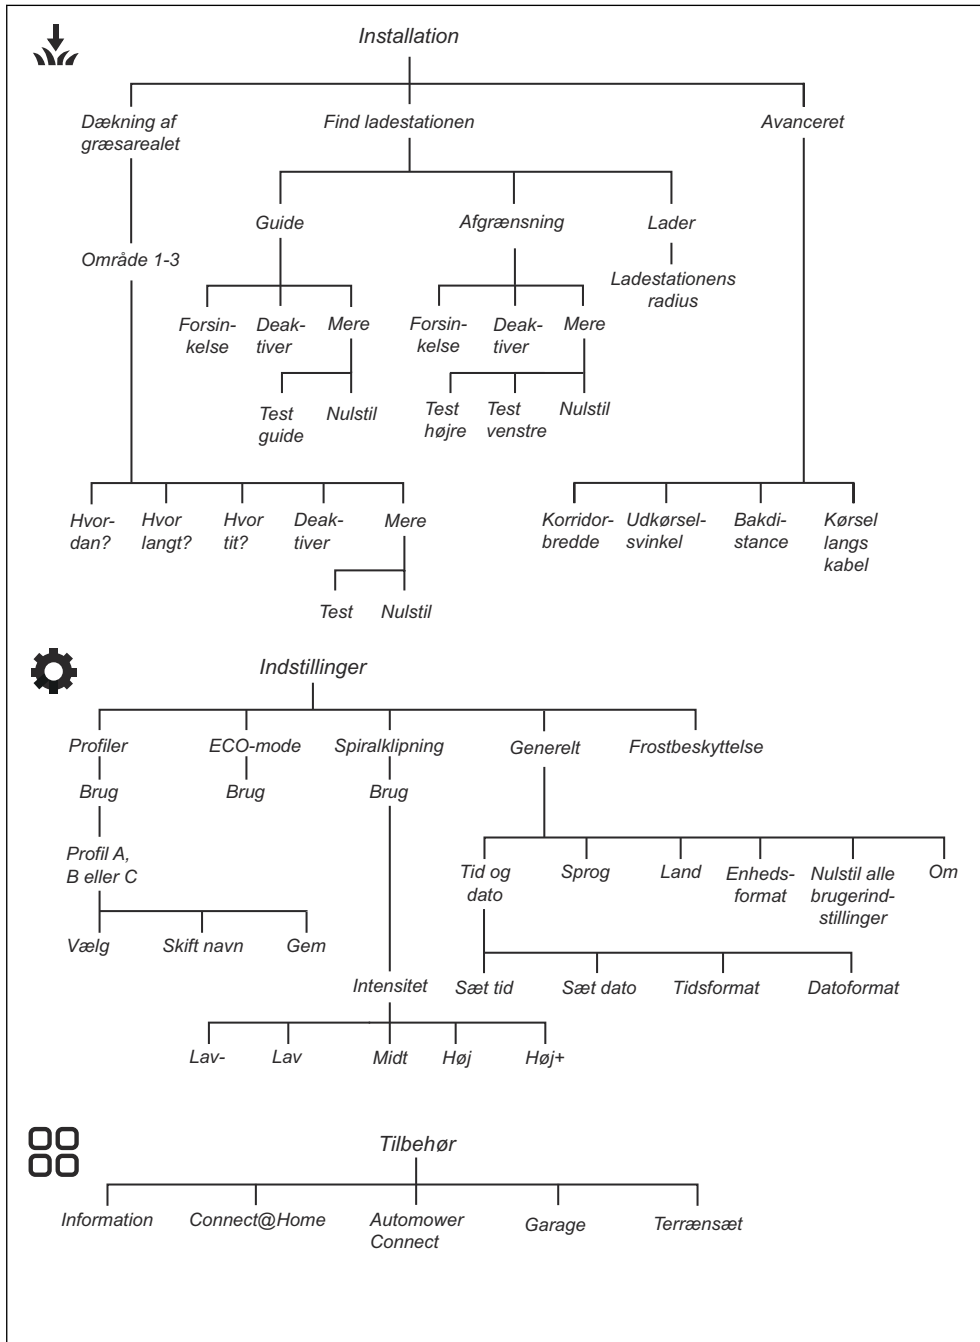 Installation
Dækning af
græsarealet
Find ladestationen
Avanceret
Guide
Afgrænsning
Lader
Område 1-3
Ladestationens
radius
Forsin-
kelse
Deak-
tiver
Mere
Forsin-
kelse
Deak-
tiver
Mere
Test
guide
Nulstil
Test
højre
Test
venstre
Nulstil
Hvor-
dan?
Hvor
langt?
Hvor
tit?
Deak-
tiver
Mere
Korridor-
bredde
Udkørsel-
svinkel
Bakdi-
stance
Kørsel
langs
kabel
Test
Nulstil
Indstillinger
Profiler
ECO-mode
Spiralklipning
Generelt
Frostbeskyttelse
Brug
Brug
Brug
Profil A,
B eller C
Tid og
dato
Sprog
Land
Enheds-
format
Nulstil alle
brugerind-
stillinger
Om
Vælg
Skift navn
Gem
Intensitet
Sæt tid
Sæt dato
Tidsformat
Datoformat
Lav-
Lav
Midt
Høj
Høj+
Tilbehør
Information
Connect@Home
Automower
Connect
Garage
Terrænsæt